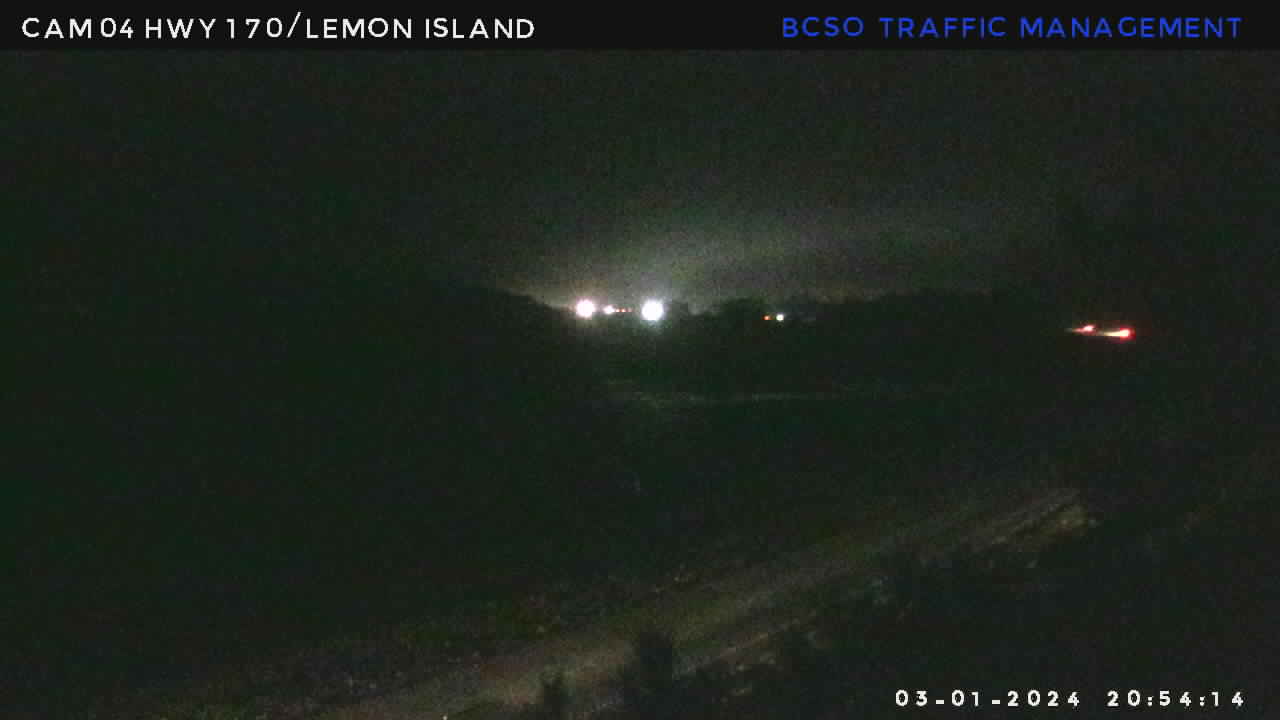 CAM04 HWY 170/LEMON ISLAND
BCSO TRAFFIC MANAGEMENT
03-01-2024 20:54:14